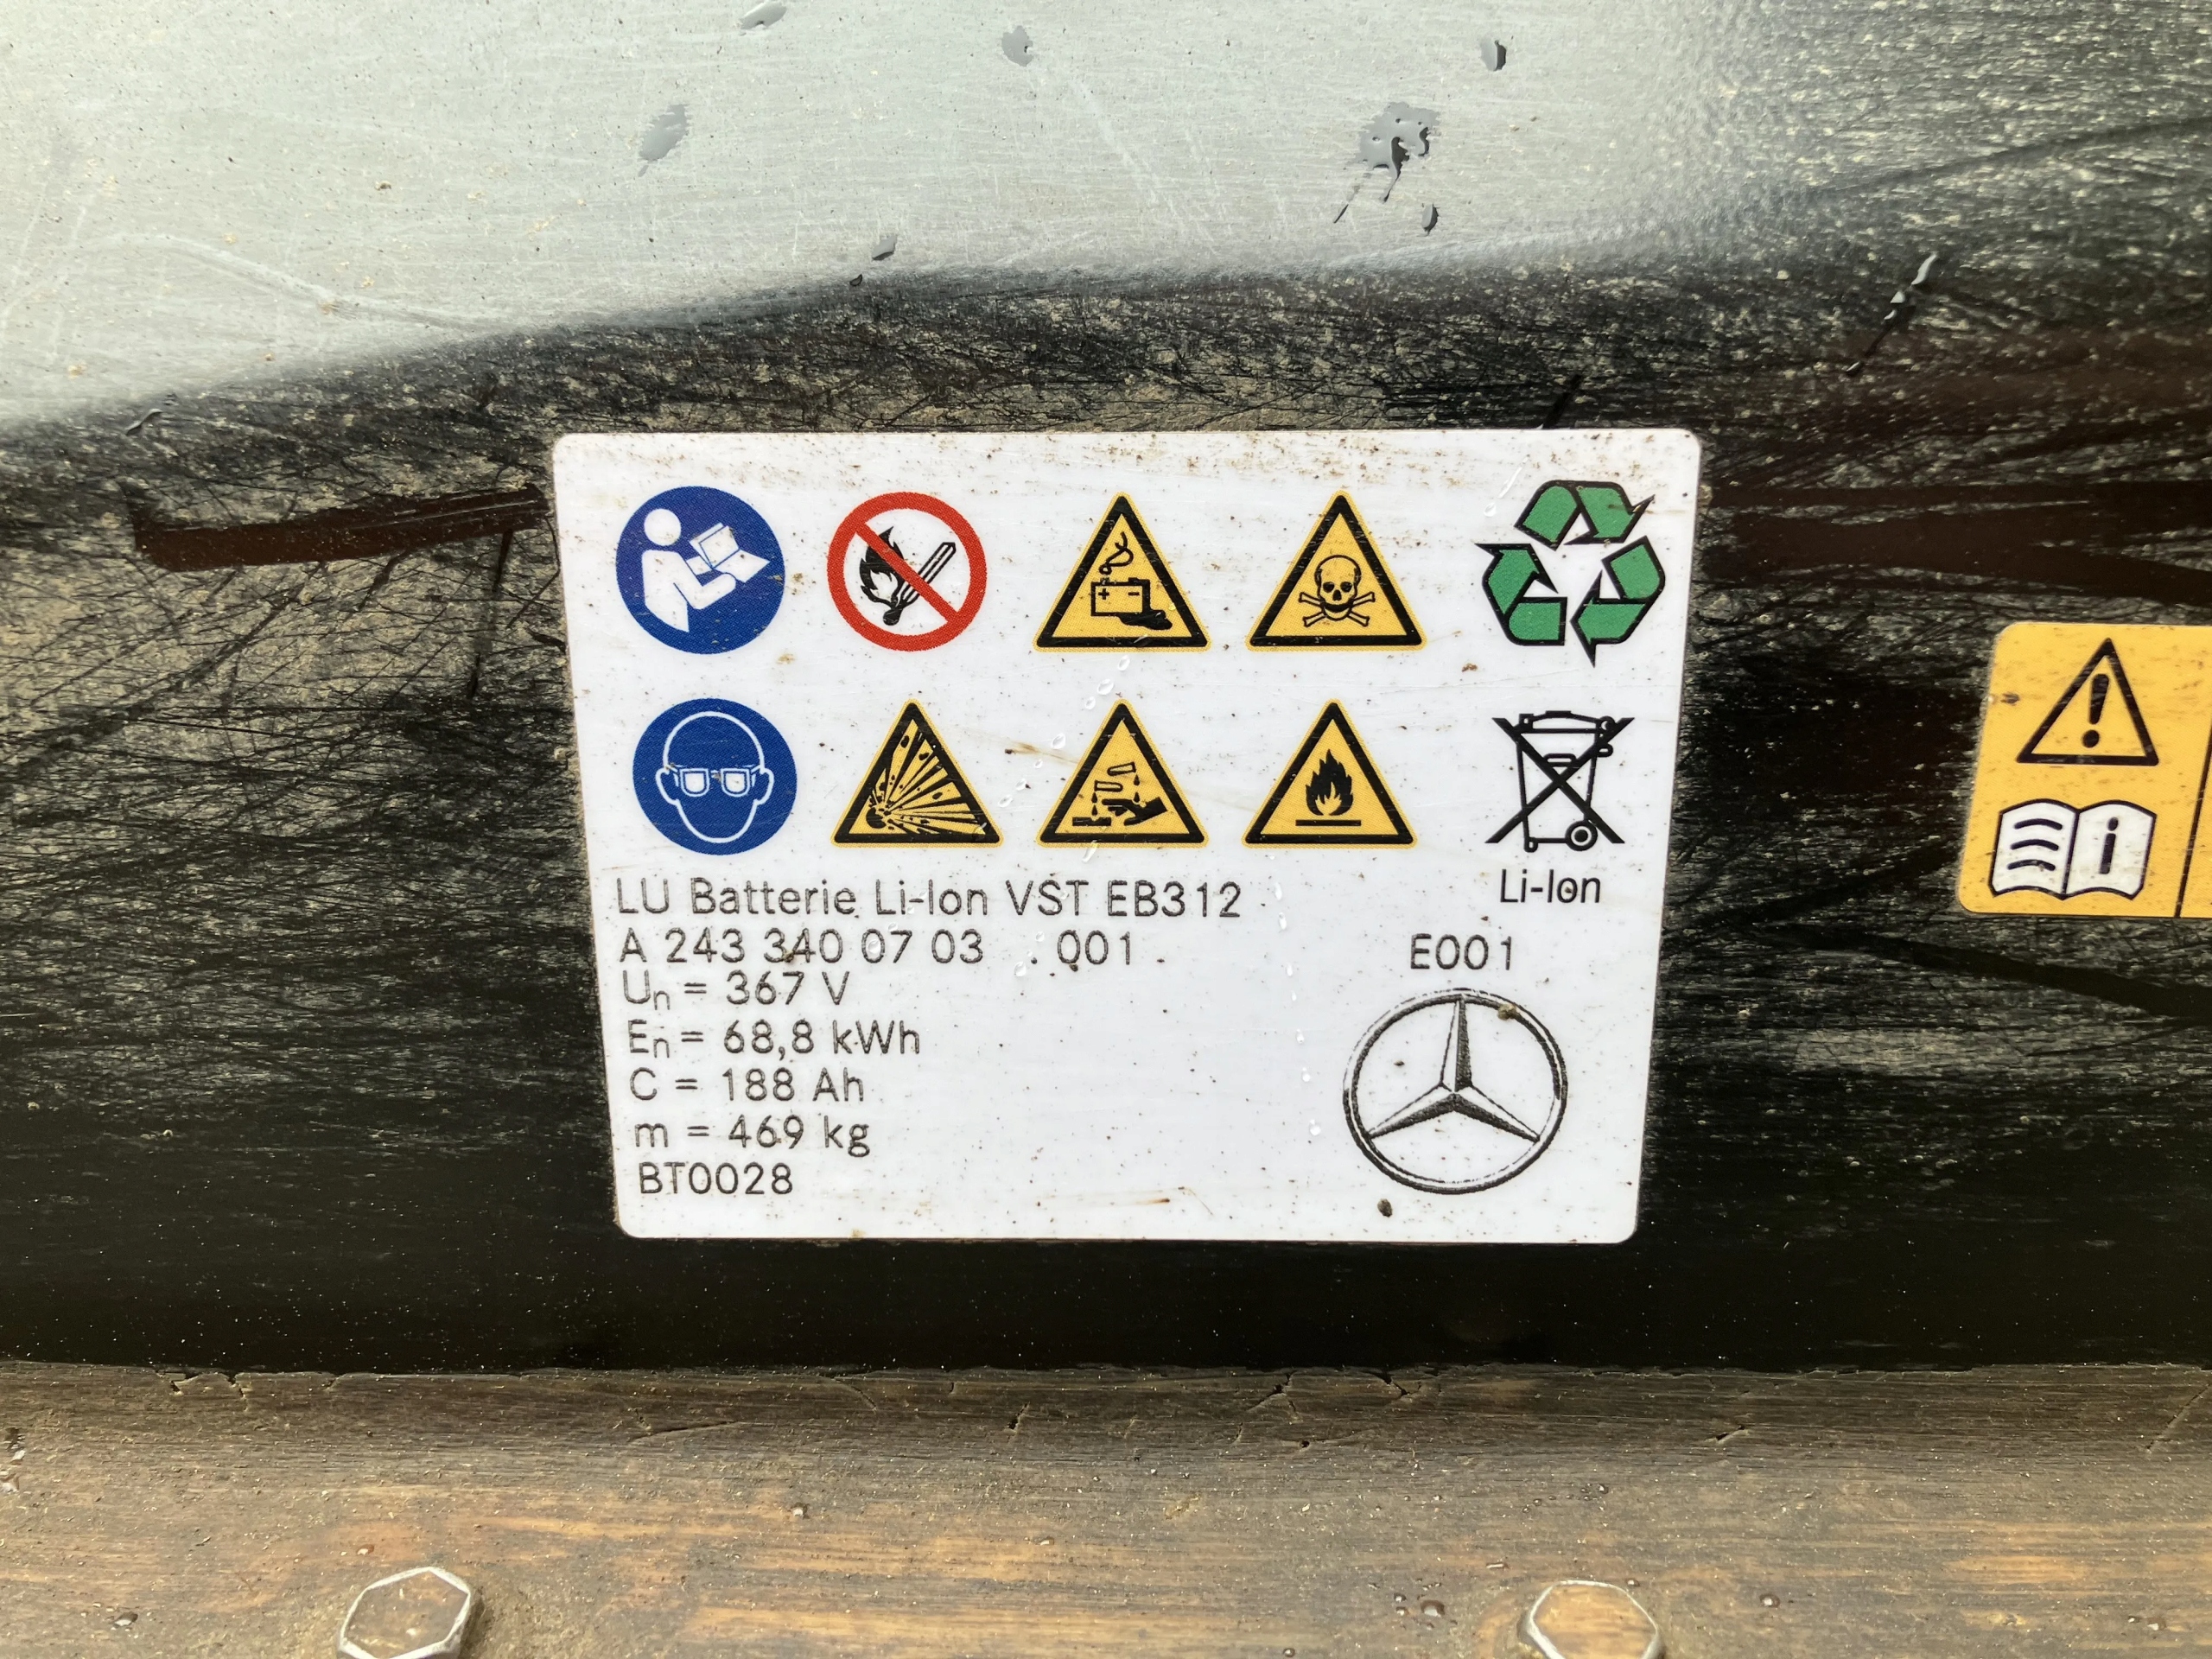 Li-Ion
LU Batterie Li-Ion VST EB312
A 243 340 07 03 . 001 .
E001
Un = 367 V
En = 68,8 kWh
C = 188 Ah
m = 469 kg
BT0028